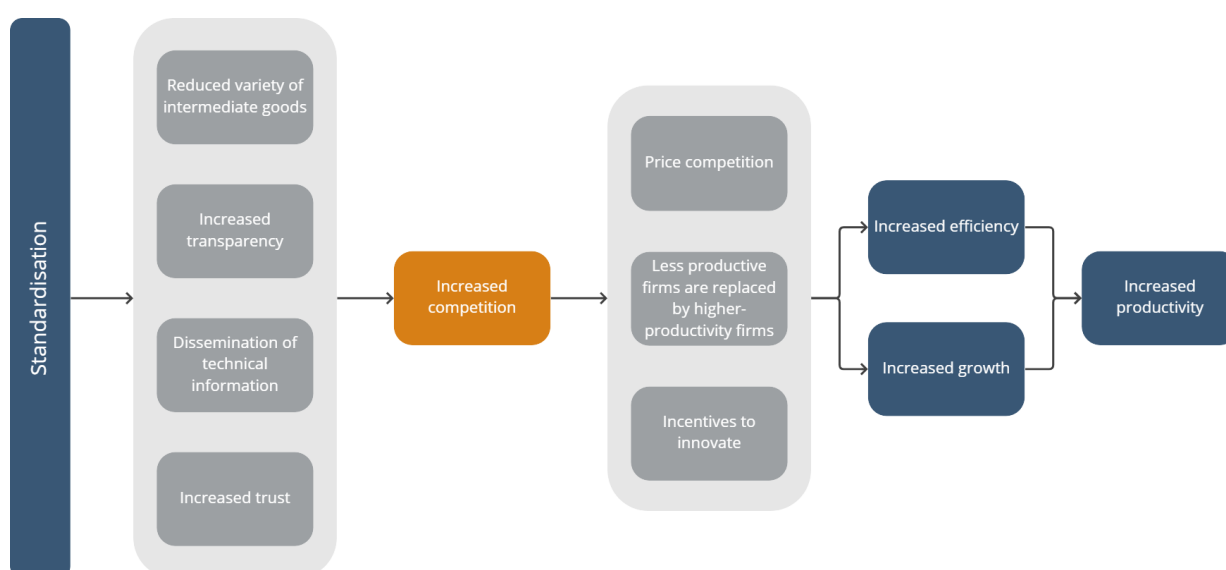 Standardisation
Reduced variety of
intermediate goods
Increased
transparency
Dissemination of
technical
information
Increased trust
Increased
competition
Price competition
Less productive
firms are replaced
by higher-
productivity firms
Incentives to
innovate
Increased efficiency
Increased growth
Increased
productivity